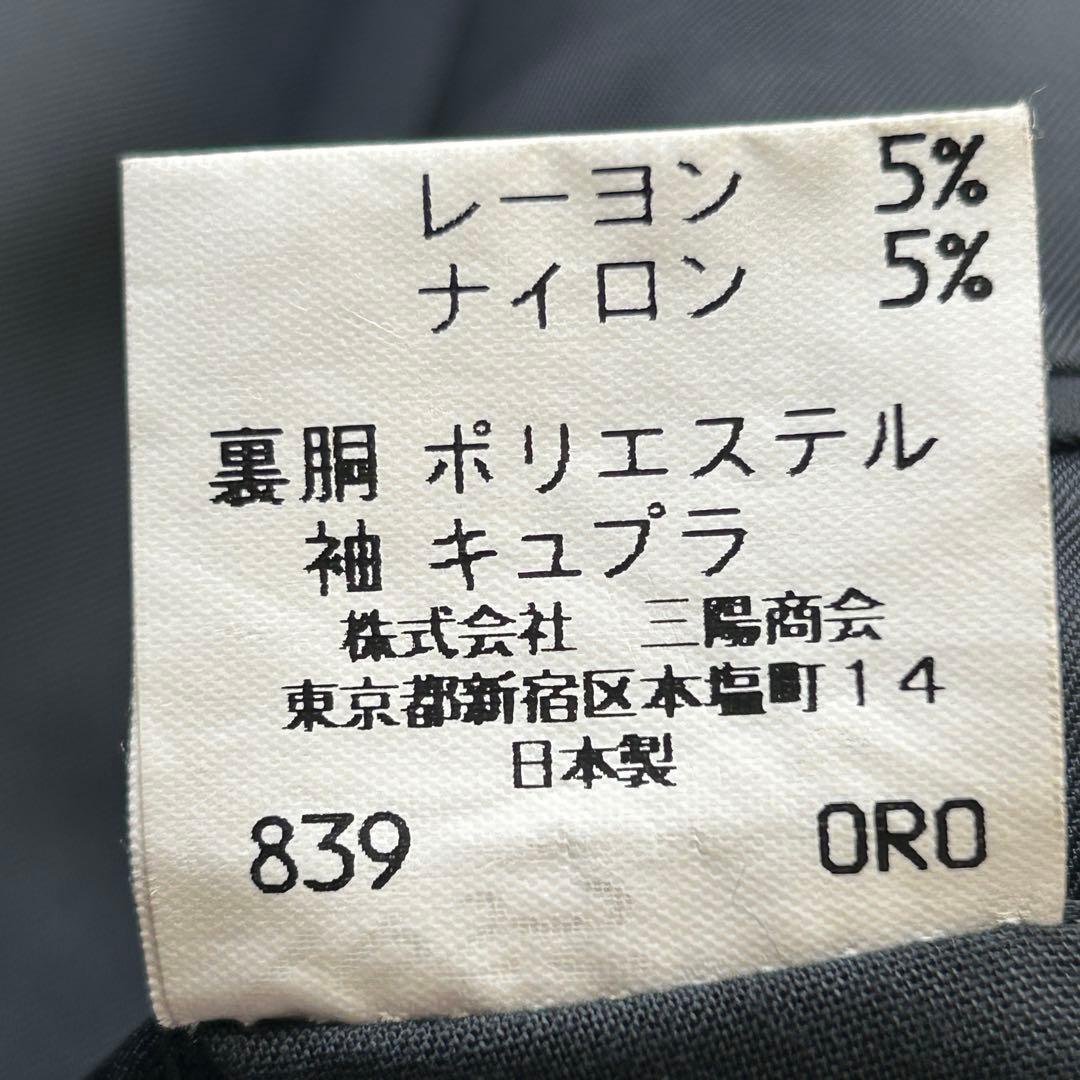 レーヨン 5%
ナイロン 5%
裏胴 ポリエステル
袖 キュプラ
株式会社 三陽商会
東京都新宿区本塩町14
日本製
839 ORO